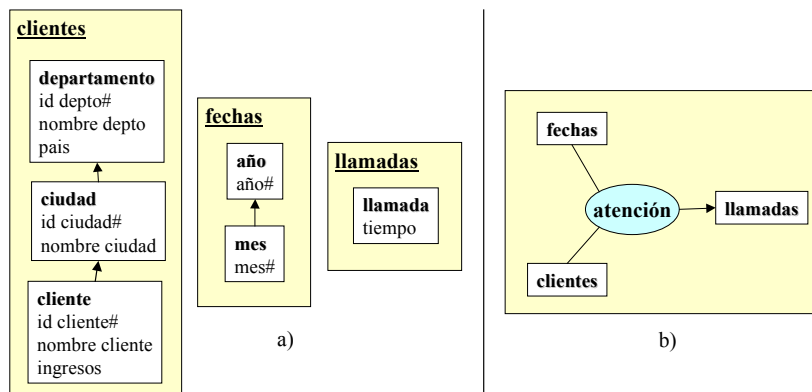 clientes
departamento
id depto#
nombre depto
pais
ciudad
id ciudad#
nombre ciudad
cliente
id cliente#
nombre cliente
ingresos
fechas
año
año#
mes
mes#
llamadas
llamada
tiempo
a)
fechas
atención
llamadas
clientes
b)